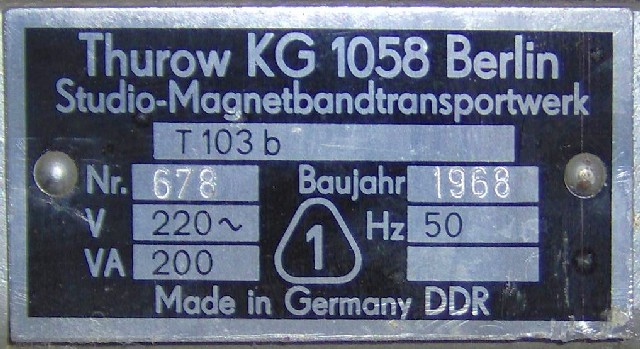 Thurow KG 1058 Berlin
Studio-Magnetbandtransportwerk
T 103 b
Nr. 678 Baujahr 1968
V 220~ 1 Hz 50
VA 200
Made in Germany DDR